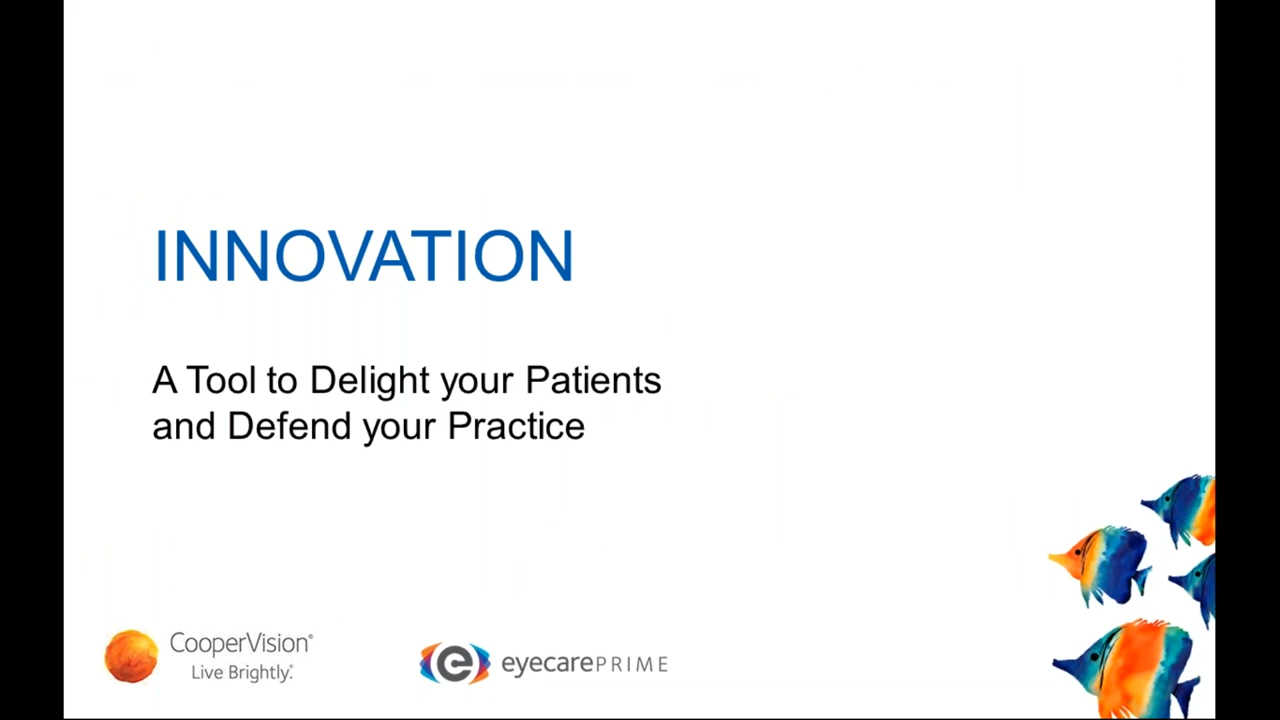 INNOVATION
A Tool to Delight your Patients
and Defend your Practice
CooperVision®
Live Brightly.®
e eyecarePRIME